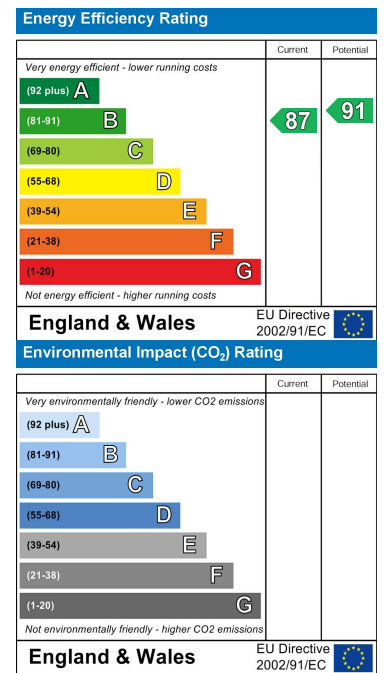 Energy Efficiency Rating
Current Potential
Very energy efficient - lower running costs
(92 plus) A
(81-91) B
87
91
(69-80) C
(55-68) D
(39-54) E
(21-38) F
(1-20) G
Not energy efficient - higher running costs
England & Wales
EU Directive
2002/91/EC
Environmental Impact (CO₂) Rating
Current Potential
Very environmentally friendly - lower CO2 emissions
(92 plus) A
(81-91) B
(69-80) C
(55-68) D
(39-54) E
(21-38) F
(1-20) G
Not environmentally friendly - higher CO2 emissions
England & Wales
EU Directive
2002/91/EC